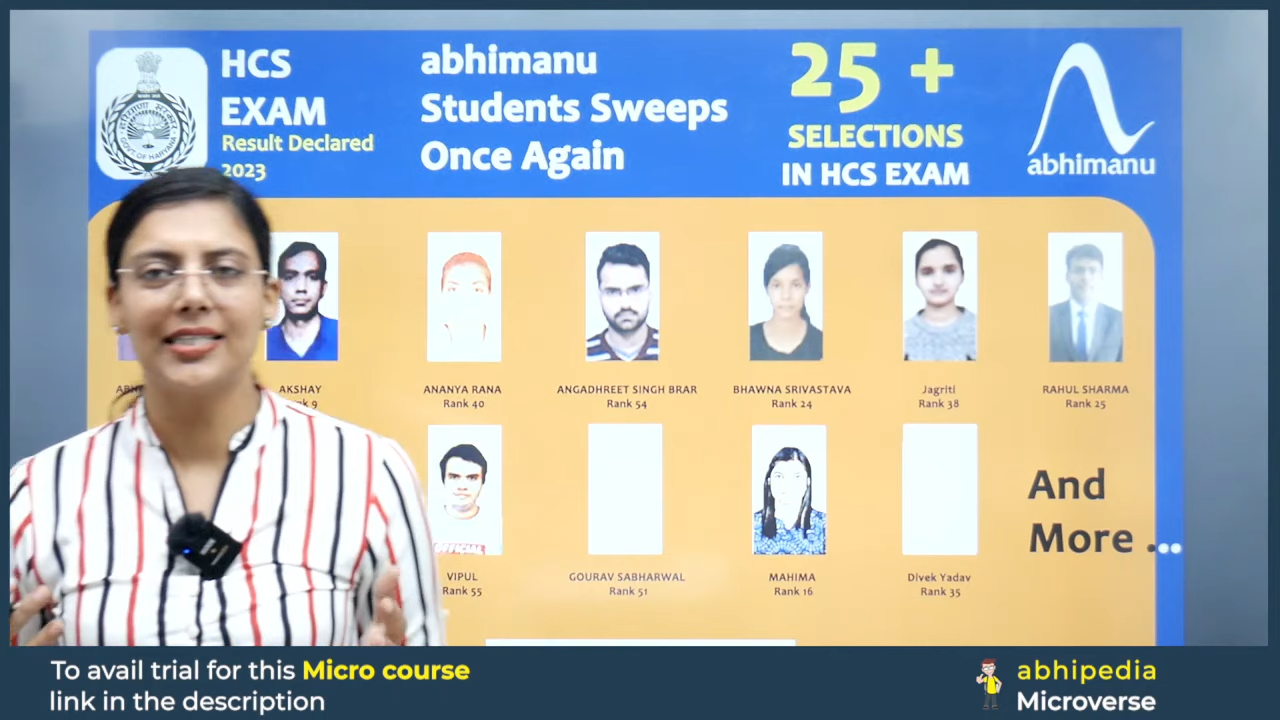 HCS
EXAM
Result Declared
2023
abhimanu
Students Sweeps
Once Again
25 +
SELECTIONS
IN HCS EXAM
abhimanu
AKSHAY
ANANYA RANA
Rank 40
ANGADHREET SINGH BRAR
Rank 54
BHAWNA SRIVASTAVA
Rank 24
Jagriti
Rank 38
RAHUL SHARMA
Rank 25
OFFICIAL
VIPUL
Rank 55
GOURAV SABHARWAL
Rank 51
MAHIMA
Rank 16
Divek Yadav
Rank 35
And
More ...
To avail trial for this Micro course
link in the description
abhipedia
Microverse